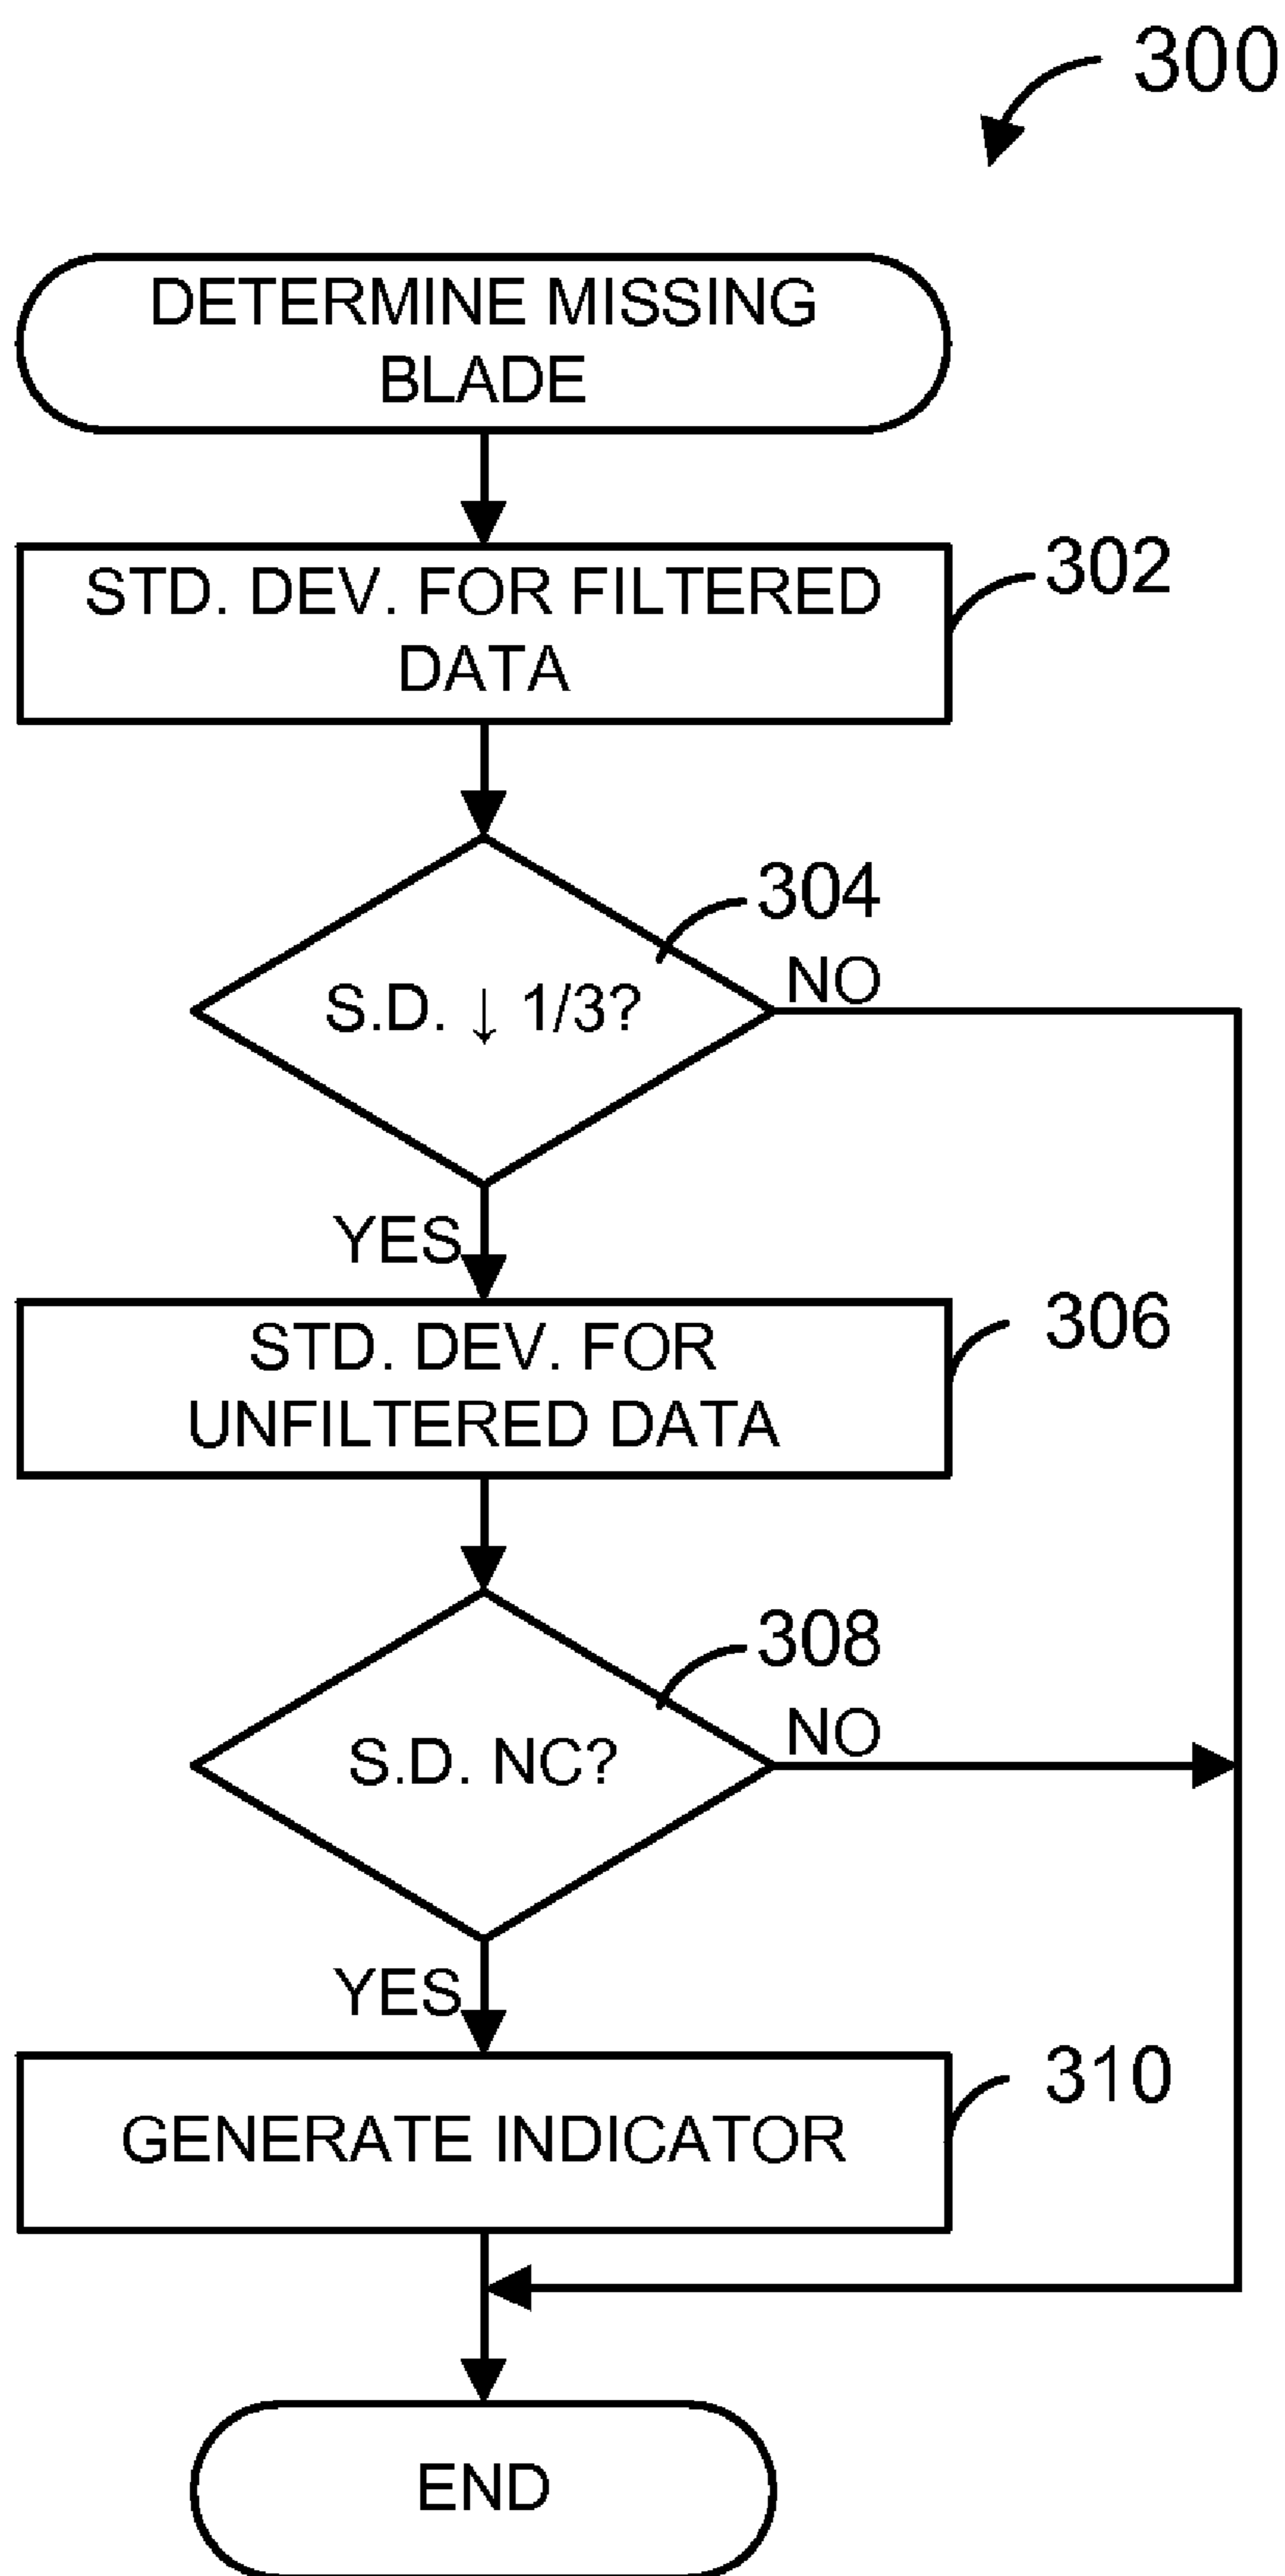 300
DETERMINE MISSING
BLADE
STD. DEV. FOR FILTERED
DATA
302
304
S.D. ↓ 1/3?
NO
YES
STD. DEV. FOR
UNFILTERED DATA
306
308
S.D. NC?
NO
YES
GENERATE INDICATOR
310
END